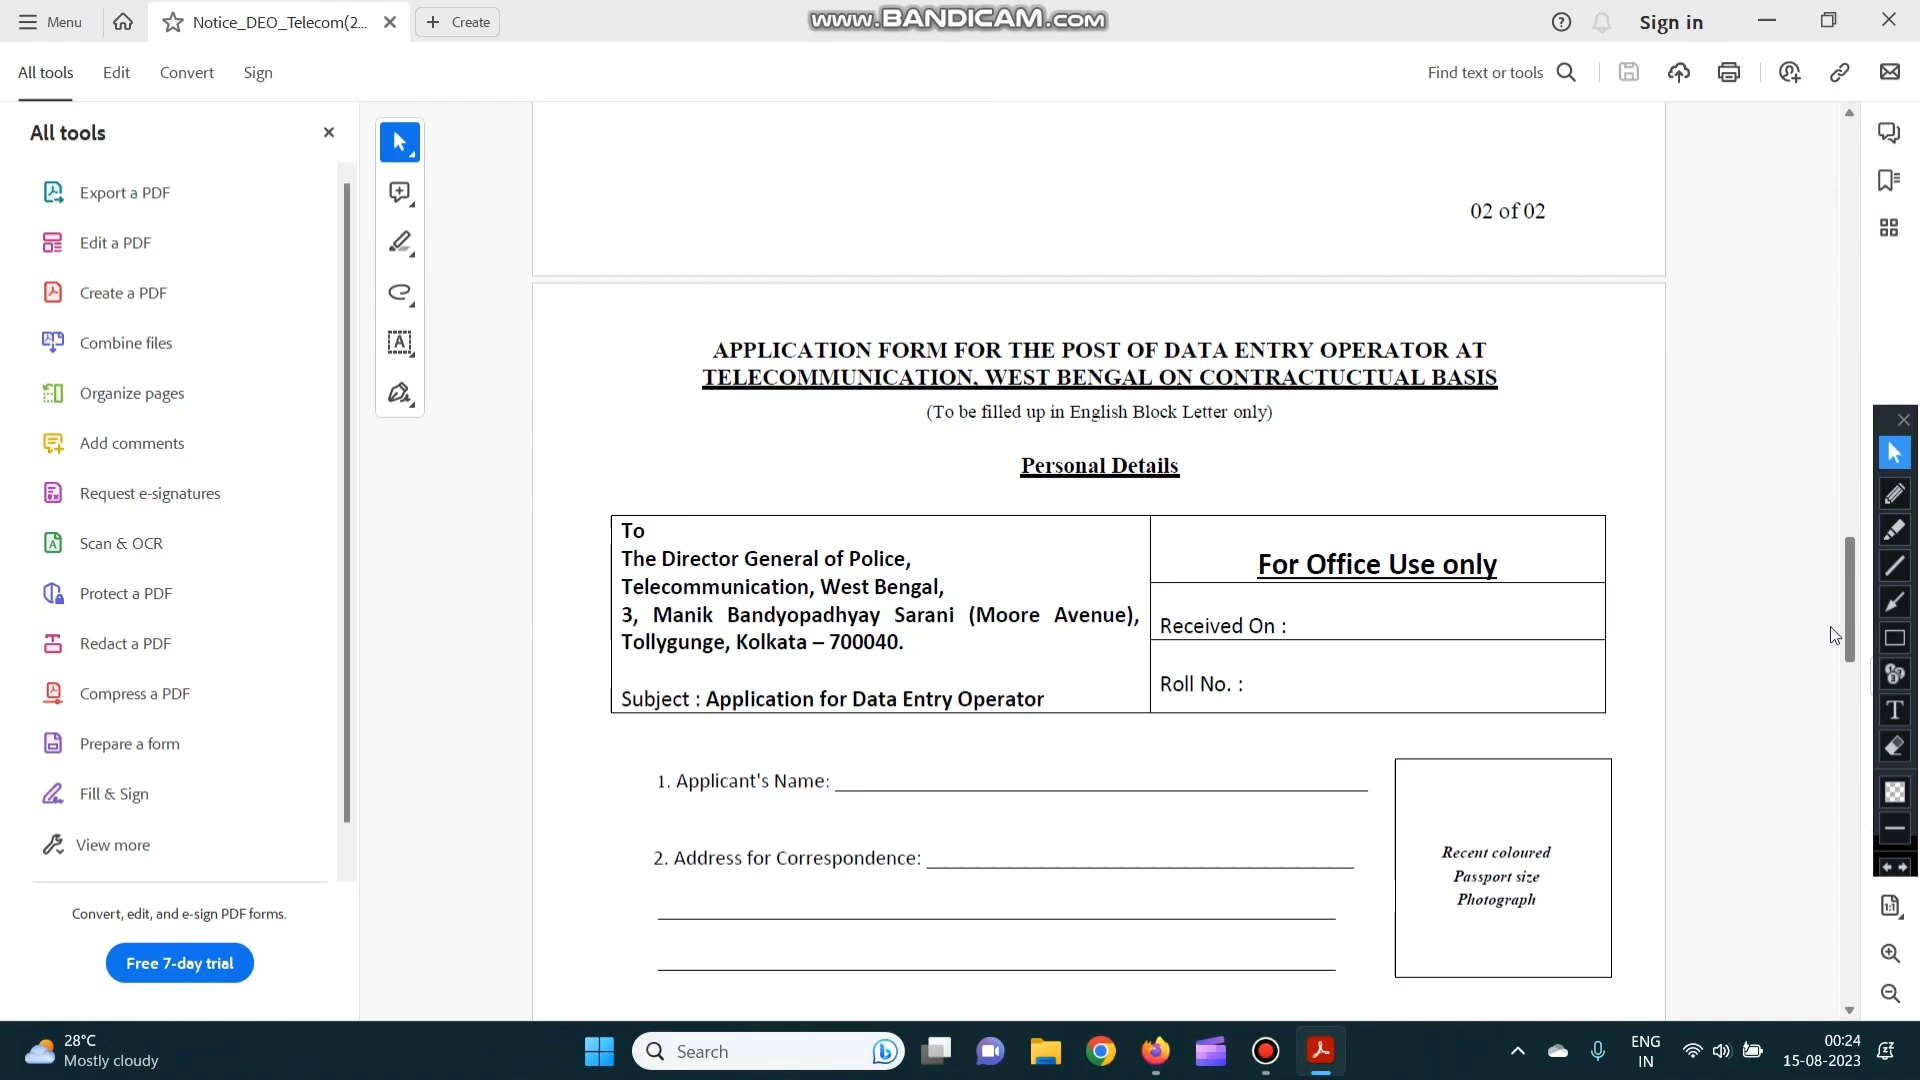 Menu
Notice_DEO_Telecom(2...
Create
www.BANDICAM.com
Sign in
All tools
Edit
Convert
Sign
Find text or tools
All tools
Export a PDF
Edit a PDF
Create a PDF
Combine files
Organize pages
Add comments
Request e-signatures
Scan & OCR
Protect a PDF
Redact a PDF
Compress a PDF
Prepare a form
Fill & Sign
View more
Convert, edit, and e-sign PDF forms.
Free 7-day trial
02 of 02
APPLICATION FORM FOR THE POST OF DATA ENTRY OPERATOR AT
TELECOMMUNICATION, WEST BENGAL ON CONTRACTUCTUAL BASIS
(To be filled up in English Block Letter only)
Personal Details
To
The Director General of Police,
Telecommunication, West Bengal,
3, Manik Bandyopadhyay Sarani (Moore Avenue),
Tollygunge, Kolkata – 700040.
Subject : Application for Data Entry Operator
For Office Use only
Received On :
Roll No. :
1. Applicant's Name:
2. Address for Correspondence:
Recent coloured
Passport size
Photograph
28°C
Mostly cloudy
Search
ENG
IN
00:24
15-08-2023